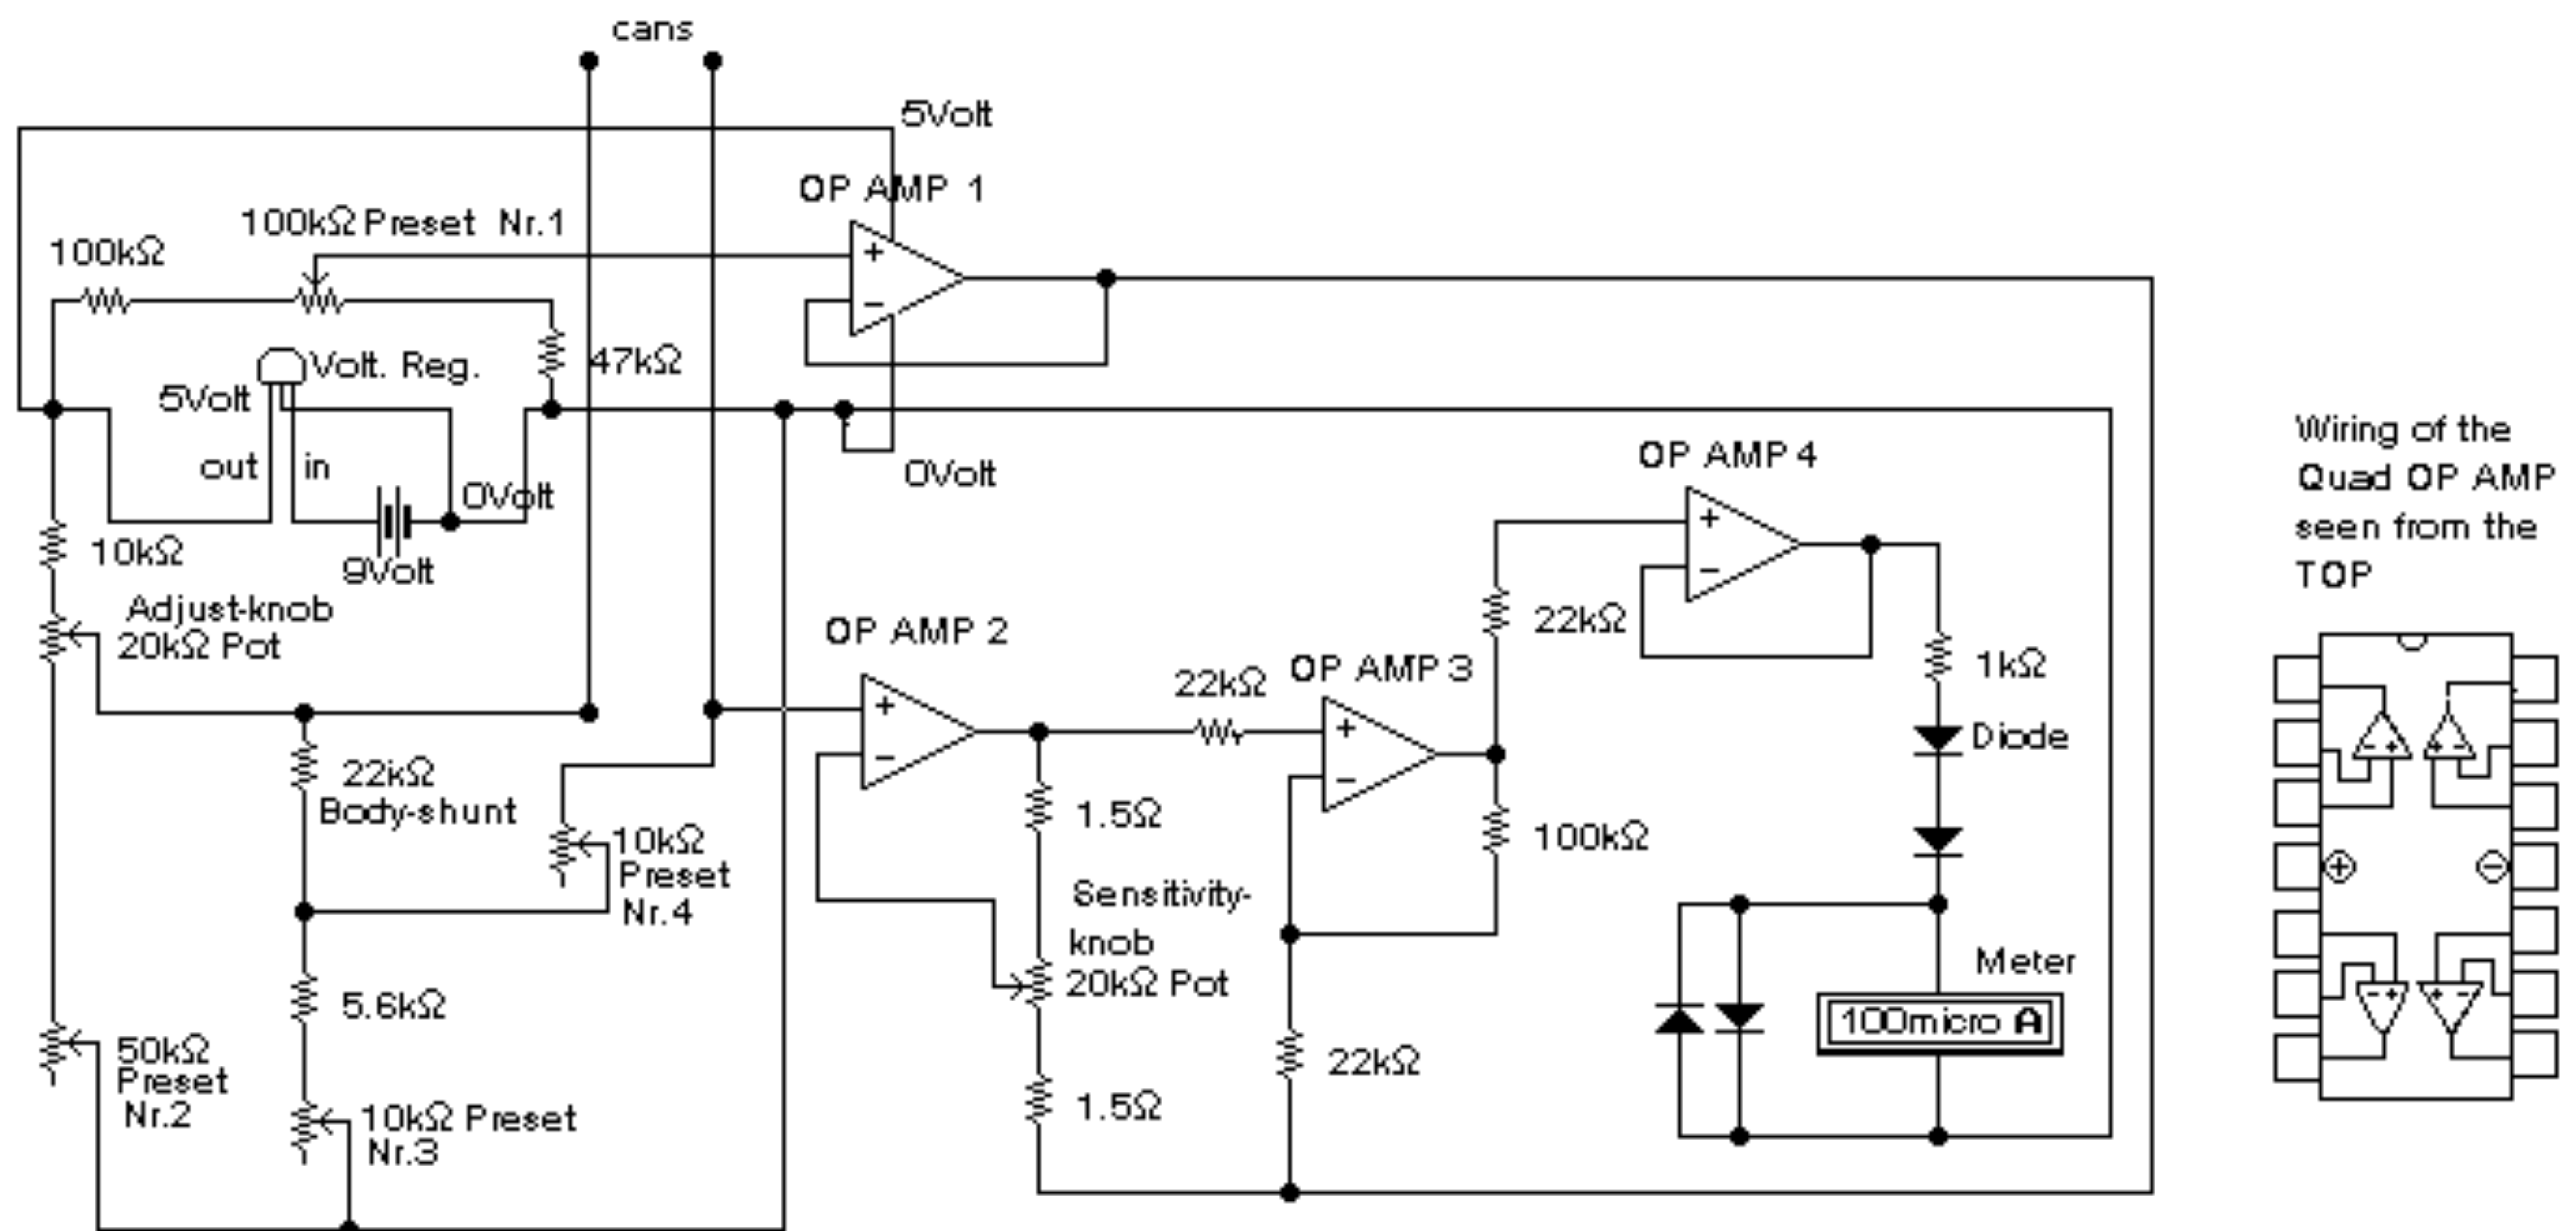 cans
5Volt
OP AMP 1
100kΩ Preset Nr.1
100kΩ
+
−
47kΩ
Volt. Reg.
5Volt
out
in
0Volt
9Volt
0Volt
10kΩ
Adjust-knob
20kΩ Pot
22kΩ
Body-shunt
10kΩ
Preset
Nr.4
5.6kΩ
50kΩ
Preset
Nr.2
10kΩ Preset
Nr.3
OP AMP 2
+
−
1.5Ω
Sensitivity-
knob
20kΩ Pot
1.5Ω
22kΩ
OP AMP 3
+
−
100kΩ
22kΩ
22kΩ
OP AMP 4
+
−
1kΩ
Diode
Meter
100micro A
Wiring of the
Quad OP AMP
seen from the
TOP
- + + -
+ −
- + + -